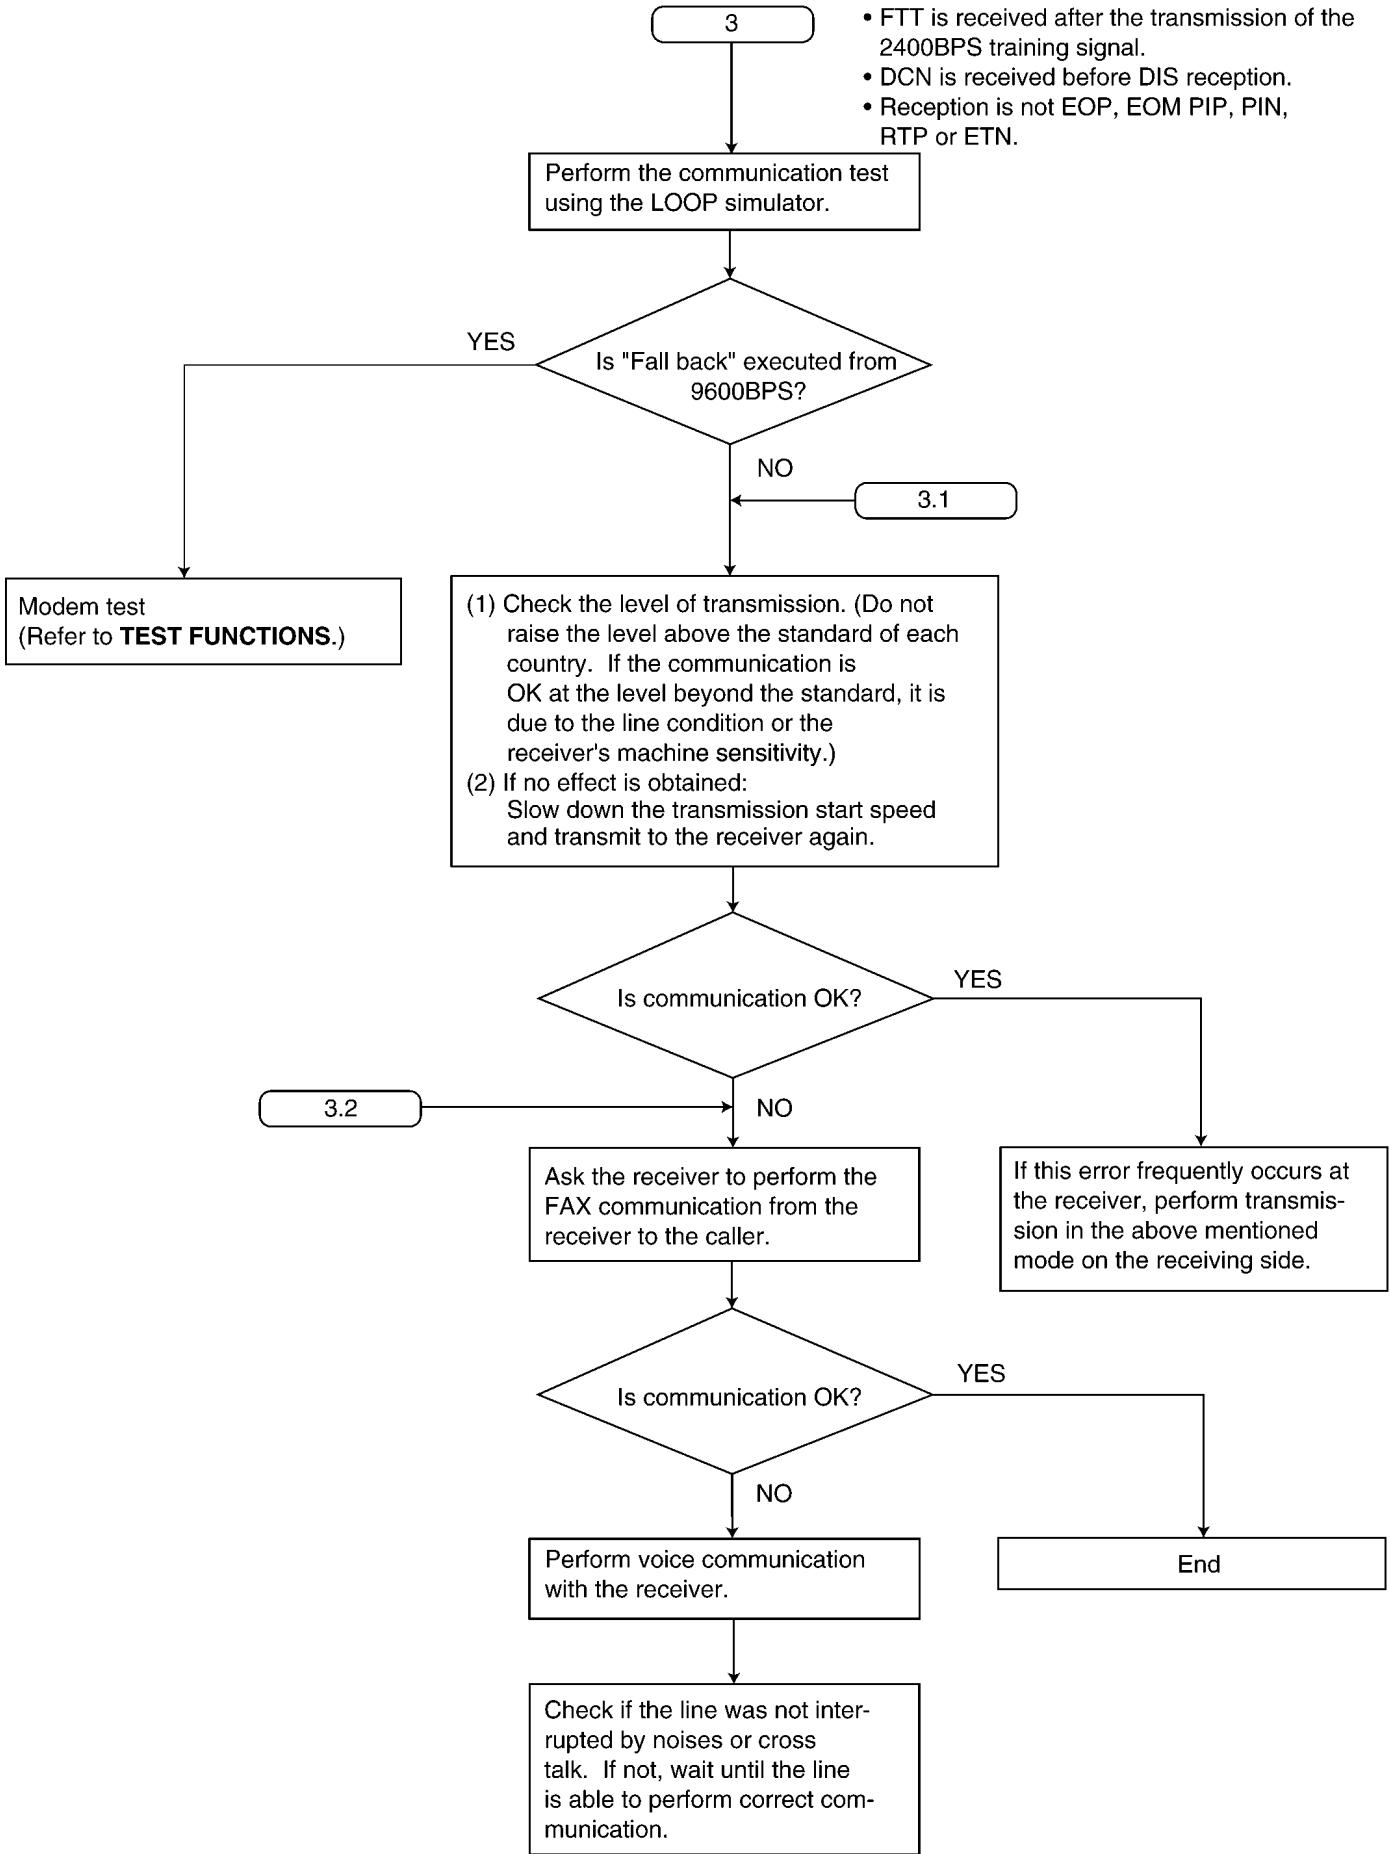 3
• FTT is received after the transmission of the
2400BPS training signal.
• DCN is received before DIS reception.
• Reception is not EOP, EOM PIP, PIN,
RTP or ETN.
Perform the communication test
using the LOOP simulator.
YES
Is "Fall back" executed from
9600BPS?
NO
3.1
Modem test
(Refer to TEST FUNCTIONS.)
(1) Check the level of transmission. (Do not
raise the level above the standard of each
country.  If the communication is
OK at the level beyond the standard, it is
due to the line condition or the
receiver's machine sensitivity.)
(2) If no effect is obtained:
Slow down the transmission start speed
and transmit to the receiver again.
Is communication OK?
YES
3.2
NO
Ask the receiver to perform the
FAX communication from the
receiver to the caller.
If this error frequently occurs at
the receiver, perform transmis-
sion in the above mentioned
mode on the receiving side.
Is communication OK?
YES
NO
Perform voice communication
with the receiver.
End
Check if the line was not inter-
rupted by noises or cross
talk.  If not, wait until the line
is able to perform correct com-
munication.